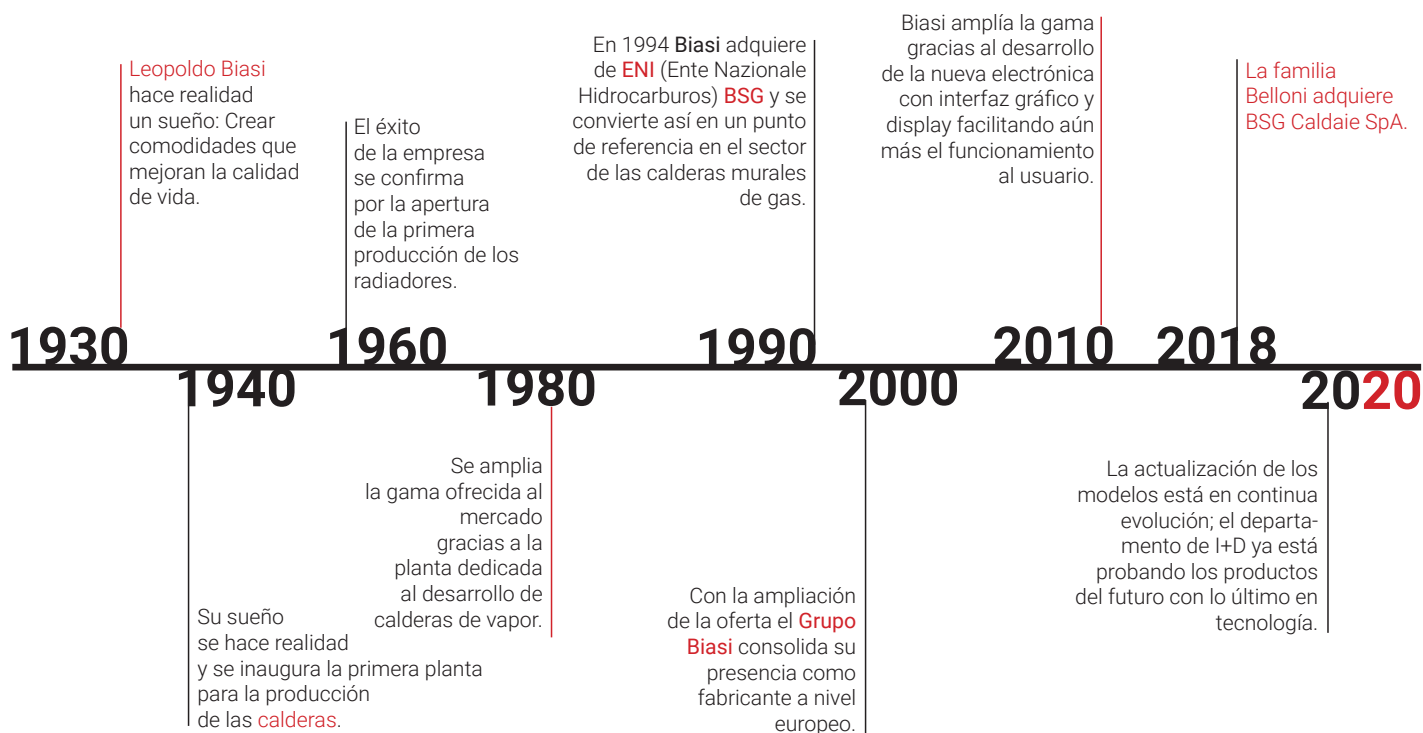 Leopoldo Biasi
hace realidad
un sueño: Crear
comodidades que
mejoran la calidad
de vida.
El éxito
de la empresa
se confirma
por la apertura
de la primera
producción de los
radiadores.
En 1994 Biasi adquiere
de ENI (Ente Nazionale
Hidrocarburos) BSG y se
convierte así en un punto
de referencia en el sector
de las calderas murales
de gas.
Biasi amplía la gama
gracias al desarrollo
de la nueva electrónica
con interfaz gráfico y
display facilitando aún
más el funcionamiento
al usuario.
La familia
Belloni adquiere
BSG Caldaie SpA.
1930
1960
1990
2010
2018
1940
1980
2000
2020
Su sueño
se hace realidad
y se inaugura la primera planta
para la producción
de las calderas.
Se amplia
la gama ofrecida al
mercado
gracias a la
planta dedicada
al desarrollo de
calderas de vapor.
Con la ampliación
de la oferta el Grupo
Biasi consolida su
presencia como
fabricante a nivel
europeo.
La actualización de los
modelos está en continua
evolución; el departa-
mento de I+D ya está
probando los productos
del futuro con lo último en
tecnología.